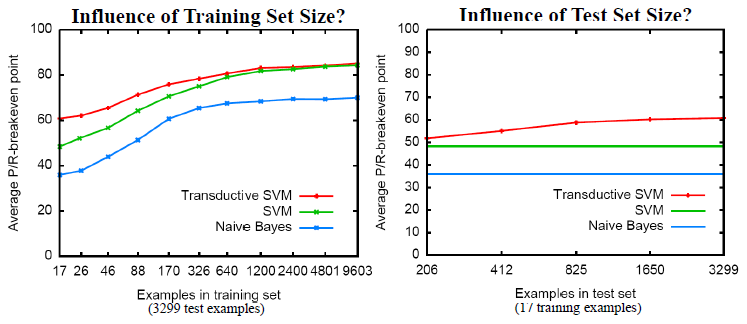 Influence of Training Set Size?
100
80
60
40
20
0
Average P/R-breakeven point
Transductive SVM
SVM
Naive Bayes
17 26 46 88 170 326 640 1200 2400 4801 9603
Examples in training set
(3299 test examples)
Influence of Test Set Size?
100
90
80
70
60
50
40
30
20
10
0
Average P/R-breakeven point
Transductive SVM
SVM
Naive Bayes
206 412 825 1650 3299
Examples in test set
(17 training examples)